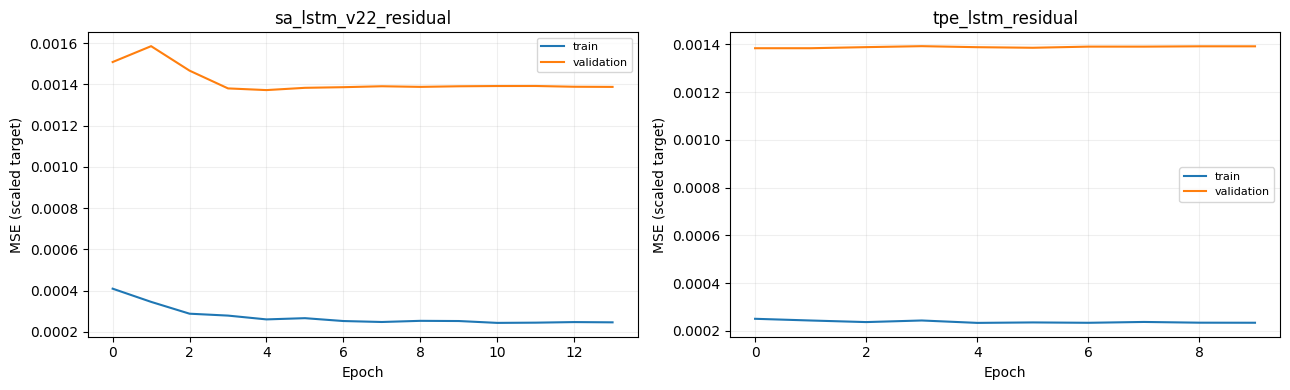 sa_lstm_v22_residual
MSE (scaled target)
0.0016
0.0014
0.0012
0.0010
0.0008
0.0006
0.0004
0.0002
train
validation
0 2 4 6 8 10 12
Epoch
tpe_lstm_residual
MSE (scaled target)
0.0014
0.0012
0.0010
0.0008
0.0006
0.0004
0.0002
train
validation
0 2 4 6 8
Epoch